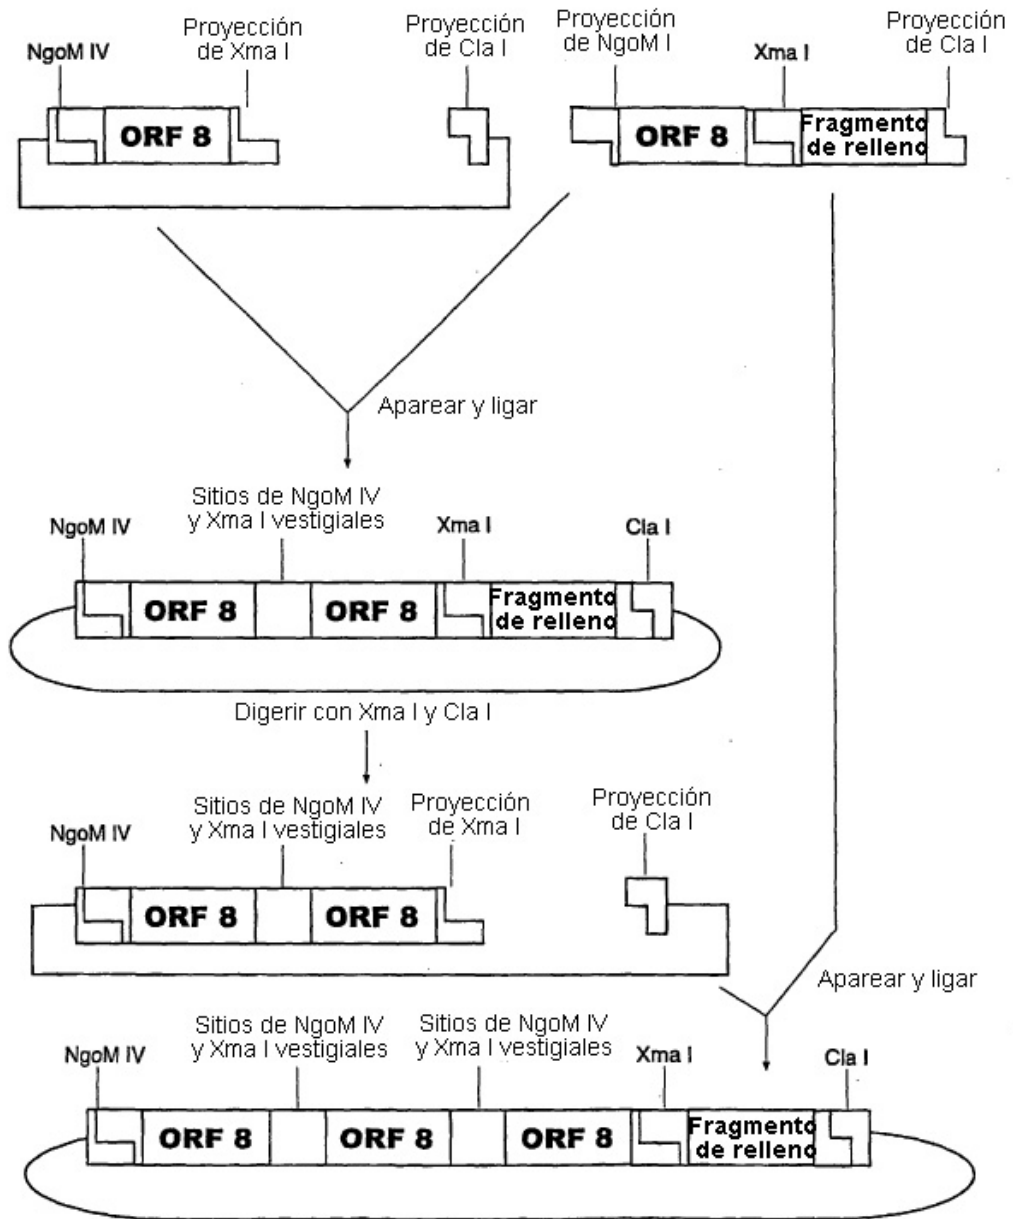 NgoM IV
Proyección
de Xma I
Proyección
de Cla I
Proyección
de NgoM I
Xma I
Proyección
de Cla I
ORF 8
ORF 8
Fragmento
de relleno
Aparear y ligar
NgoM IV
Sitios de NgoM IV
y Xma I vestigiales
Xma I
Cla I
ORF 8
ORF 8
Fragmento
de relleno
Digerir con Xma I y Cla I
NgoM IV
Sitios de NgoM IV
y Xma I vestigiales
Proyección
de Xma I
Proyección
de Cla I
ORF 8
ORF 8
Aparear y ligar
NgoM IV
Sitios de NgoM IV
y Xma I vestigiales
Sitios de NgoM IV
y Xma I vestigiales
Xma I
Cla I
ORF 8
ORF 8
ORF 8
Fragmento
de relleno